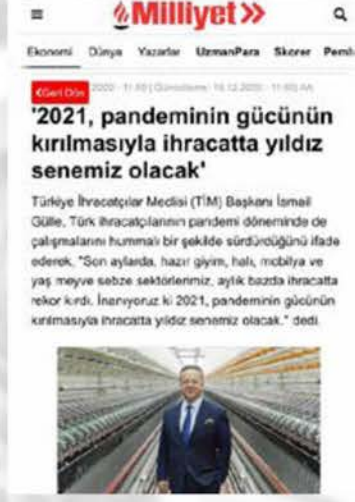 Milliyet
Ekonomi Dünya Yazarlar UzmanPara Skorer Pemb
Geri Dön
'2021, pandeminin gücünün
kırılmasıyla ihracatta yıldız
senemiz olacak'
Türkiye İhracatçılar Meclisi (TİM) Başkanı İsmail
Gülle, Türk ihracatçılarının pandemi döneminde de
çalışmalarını hummalı bir şekilde sürdürdüğünü ifade
ederek, "Son aylarda, hazır giyim, halı, mobilya ve
yaş meyve sebze sektörlerimiz, aylık bazda ihracatta
rekor kırdı. İnanıyoruz ki 2021, pandeminin gücünün
kırılmasıyla ihracatta yıldız senemiz olacak." dedi.